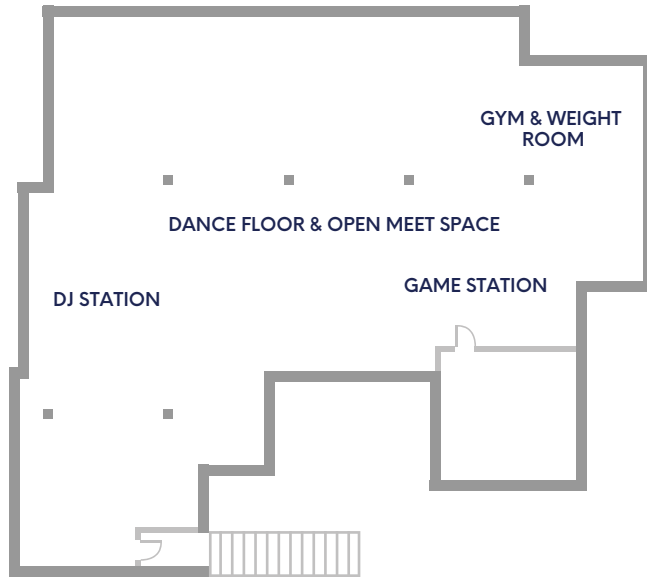 GYM & WEIGHT
ROOM
DANCE FLOOR & OPEN MEET SPACE
GAME STATION
DJ STATION